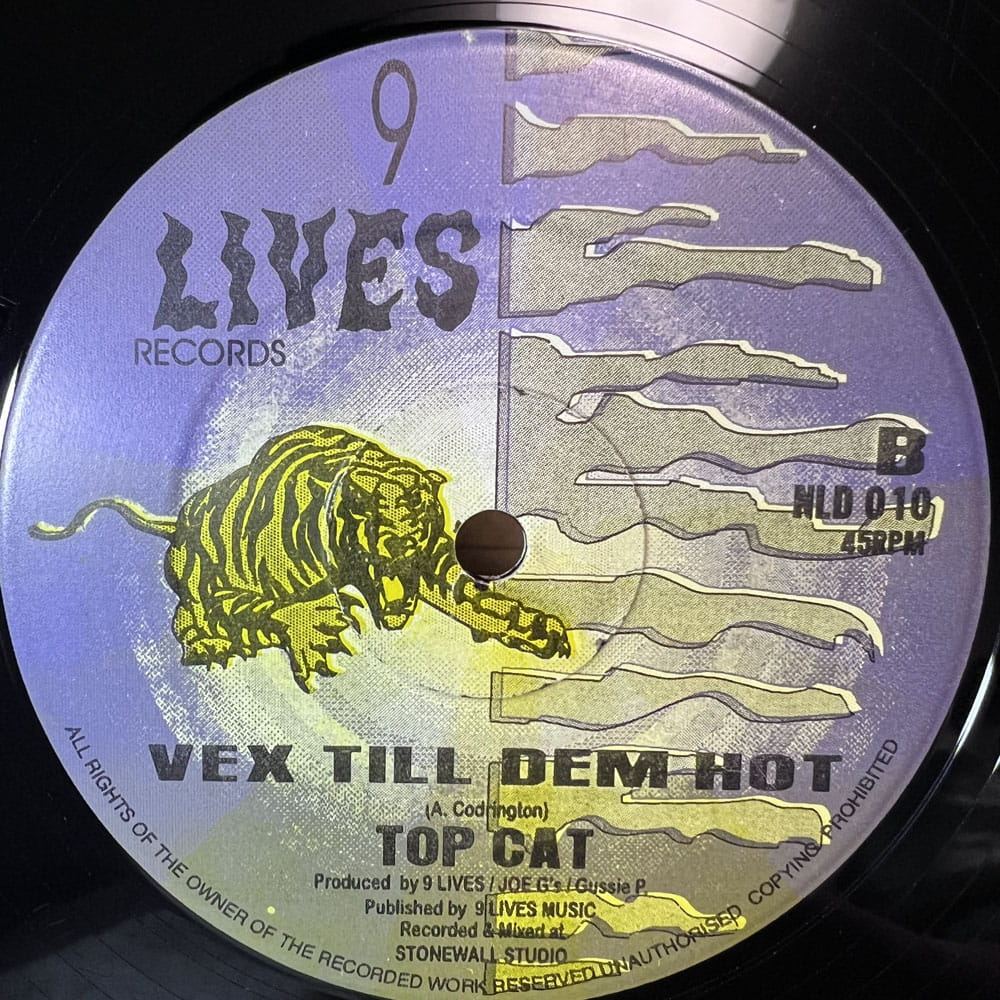 9
LIVES
RECORDS
B
NLD 010
45RPM
VEX TILL DEM HOT
(A. Codrington)
TOP CAT
Produced by 9 LIVES / JOE G's / Gussie P.
Published by 9 LIVES MUSIC
Recorded & Mixed at
STONEWALL STUDIO
ALL RIGHTS OF THE OWNER OF THE RECORDED WORK RESERVED UNAUTHORISED COPYING PROHIBITED